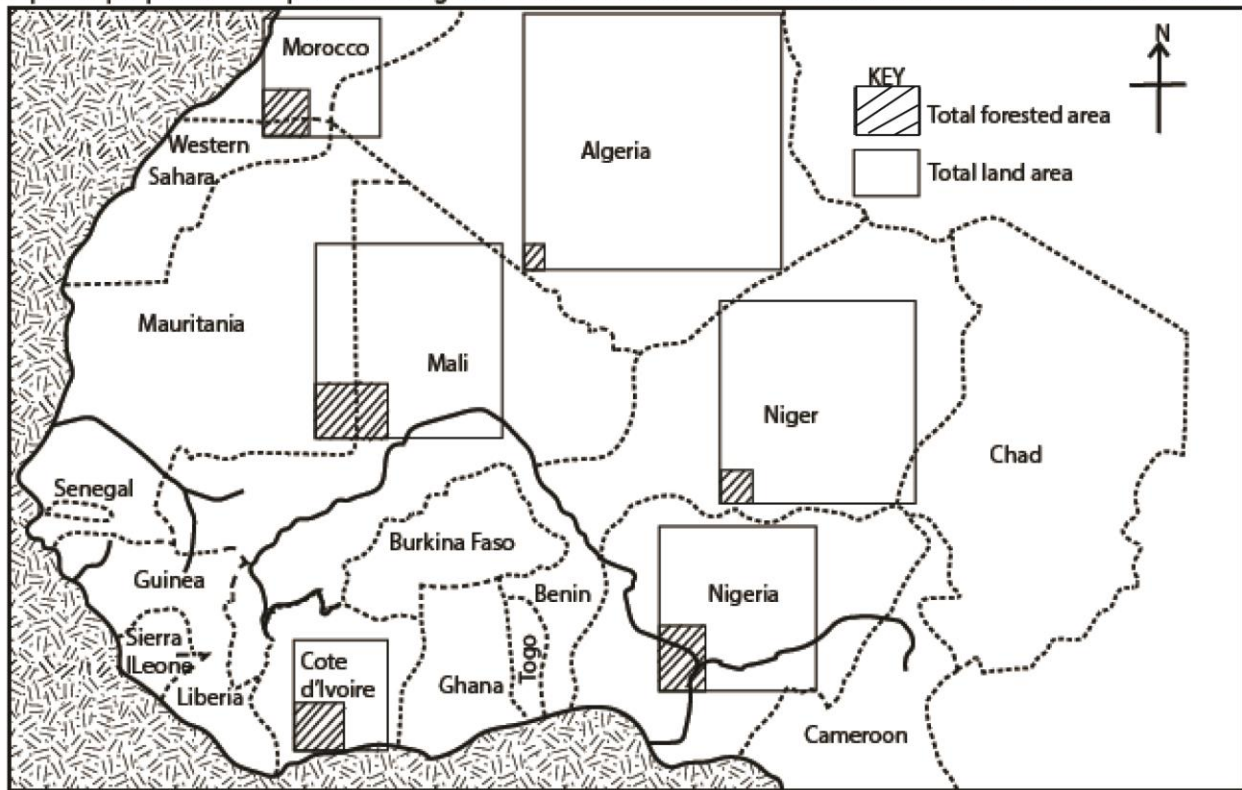 Morocco
N
KEY
Total forested area
Western
Sahara
Algeria
Total land area
Mauritania
Mali
Niger
Chad
Senegal
Burkina Faso
Guinea
Benin
Nigeria
Sierra
lLeone
Togo
Cote
d'Ivoire
Ghana
Liberia
Cameroon